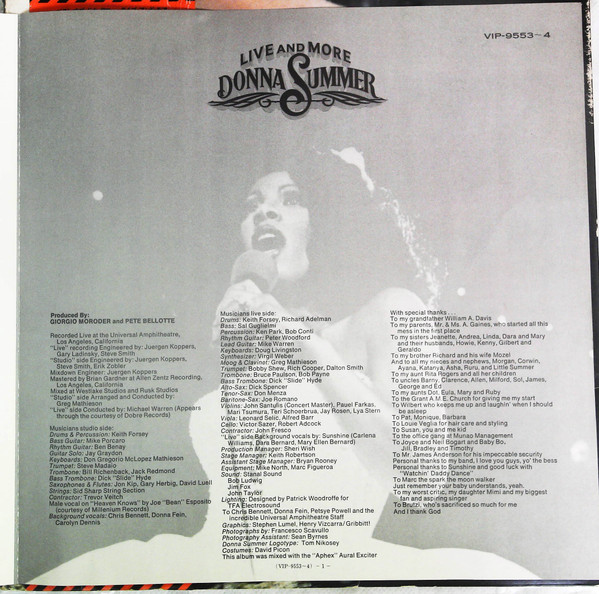 VIP-9553~4
LIVE AND MORE
DONNA SUMMER
Produced By:
GIORGIO MORODER and PETE BELLOTTE
Recorded Live at the Universal Amphitheatre,
Los Angeles, California
"Live" recording Engineered by: Juergen Koppers,
Gary Ladinsky, Steve Smith
"Studio" side Engineered by: Juergen Koppers,
Steve Smith, Erik Zobler
Mixdown Engineer: Juergen Koppers
Mastered by Brian Gardner at Allen Zentz Recording,
Los Angeles, California
Mixed at Westlake Studios and Rusk Studios
"Studio" side Arranged and Conducted by:
Greg Mathieson
"Live" side Conducted by: Michael Warren (Appears
through the courtesy of Dobre Records)
Musicians studio side:
Drums & Percussion: Keith Forsey
Bass Guitar: Mike Porcaro
Rhythm Guitar: Ben Benay
Guitar Solo: Jay Graydon
Keyboards: Don Gregorio McLopez Mathieson
Trumpet: Steve Madaio
Trombone: Bill Richenback, Jack Redmond
Bass Trombone: Dick "Slide" Hyde
Saxophones & Flutes: Jon Kip, Gary Herbig, David Luell
Strings: Sid Sharp String Section
Contractor: Trevor Veitch
Male vocal on "Heaven Knows" by Joe "Bean" Esposito
(courtesy of Millenium Records)
Background vocals: Chris Bennett, Donna Fein,
Carolyn Dennis
Musicians live side:
Drums: Keith Forsey, Richard Adelman
Bass: Sal Guglielmi
Percussion: Ken Park, Bob Conti
Rhythm Guitar: Peter Woodford
Lead Guitar: Mike Warren
Keyboards: Doug Livingston
Synthesizer: Virgil Weber
Moog & Clavinet: Greg Mathieson
Trumpet: Bobby Shew, Rich Cooper, Dalton Smith
Trombone: Bruce Paulson, Bob Payne
Bass Trombone: Dick "Slide" Hyde
Alto-Sax: Dick Spencer
Tenor-Sax: Don Menza
Baritone-Sax: Joe Romano
Violins: John Santulis (Concert Master), Pauel Farkas,
Mari Tsumura, Teri Schoerbrua, Jay Rosen, Lya Stern
Viola: Leonard Selic, Alfred Barr
Cello: Victor Sazer, Robert Adcock
Contractor: John Fresco
"Live" side Background vocals by: Sunshine (Carlena
Williams, Dara Bernard, Mary Ellen Bernard)
Production Manager: Sheri Wish
Stage Manager: Keith Robertson
Assistant Stage Manager: Bryan Rooney
Equipment: Mike North, Marc Figueroa
Sound: Stanal Sound
Bob Ludwig
Jim Fox
John Taylor
Lighting: Designed by Patrick Woodroffe for
TFA Electrosound
To Chris Bennett, Donna Fein, Petsye Powell and the
incredible Universal Amphitheatre Staff
Graphics: Stephen Lumel, Henry Vizcarra/Gribbitt!
Photographs by: Francesco Scavullo
Photography Assistant: Sean Byrnes
Donna Summer Logotype: Tom Nikosey
Costumes: David Picon
This album was mixed with the "Aphex" Aural Exciter
With special thanks . . .
To my grandfather William A. Davis
To my parents, Mr. & Ms. A. Gaines, who started all this
mess in the first place
To my sisters Jeanette, Andrea, Linda, Dara and Mary
and their husbands, Howie, Kenny, Gilbert and
Geraldo
To my brother Richard and his wife Mozel
And to all my nieces and nephews, Morgan, Corwin,
Ayana, Katanya, Aisha, Runu, and Little Summer
To my aunt Rita Rogers and all her children
To uncles Barny, Clarence, Allen, Milford, Sol, James,
George and Ed
To my aunts Dot, Eula, Mary and Ruby
To the Grant A.M.E. Church for giving me my start
To Wilbert who keeps me up and laughin' when I should
be asleep
To Pat, Monique, Barbara
To Louie Veglia for hair care and styling
To Susan, you and me kid
To the office gang of Munao Management
To Joyce and Neil Bogart and Baby Bo,
Jill, Bradley and Timothy
To Mr. James Anderson for his impeccable security
Personal thanks to my band, I love you guys, yo' the bess
Personal thanks to Sunshine and good luck with
"Watchin' Daddy Dance"
To Marc the spark the moon walker
Just remember your baby understands, yeah.
To my worst critic, my daughter Mimi and my biggest
fan and aspiring singer
To Brutzi, who's sacrificed so much for me
And I thank God
(VIP-9553~4) -1-